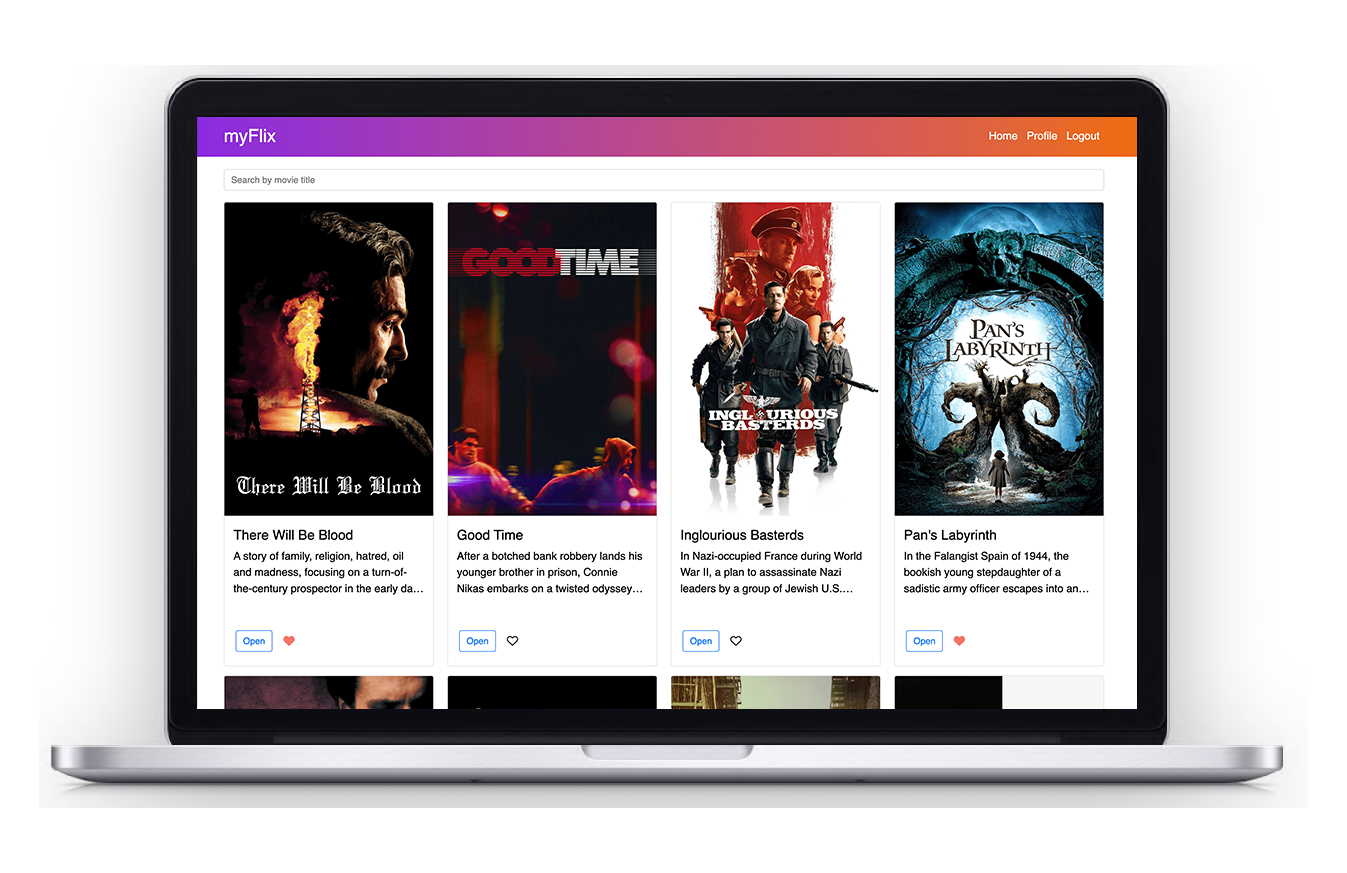 myFlix
Home Profile Logout
Search by movie title
GOODTIME
PAN'S
LABYRINTH
INGLOURIOUS
BASTERDS
There Will Be Blood
There Will Be Blood
A story of family, religion, hatred, oil
and madness, focusing on a turn-of-
the-century prospector in the early da…
Open
Good Time
After a botched bank robbery lands his
younger brother in prison, Connie
Nikas embarks on a twisted odyssey…
Open
Inglourious Basterds
In Nazi-occupied France during World
War II, a plan to assassinate Nazi
leaders by a group of Jewish U.S.…
Open
Pan's Labyrinth
In the Falangist Spain of 1944, the
bookish young stepdaughter of a
sadistic army officer escapes into an…
Open